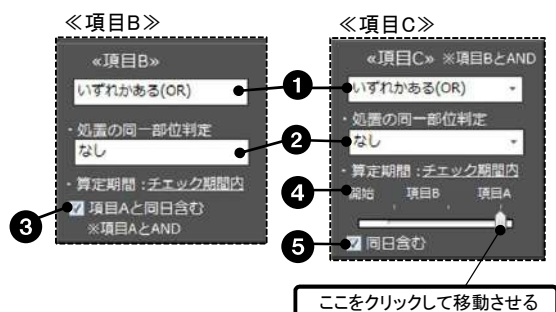 ≪項目B≫
≪項目C≫
«項目B»
いずれかある(OR)
・処置の同一部位判定
なし
・算定期間:チェック期間内
項目Aと同日含む
※項目AとAND
«項目C» ※項目BとAND
いずれかある(OR)
・処置の同一部位判定
なし
・算定期間:チェック期間内
開始 項目B 項目A
同日含む
1
2
3
4
5
ここをクリックして移動させる